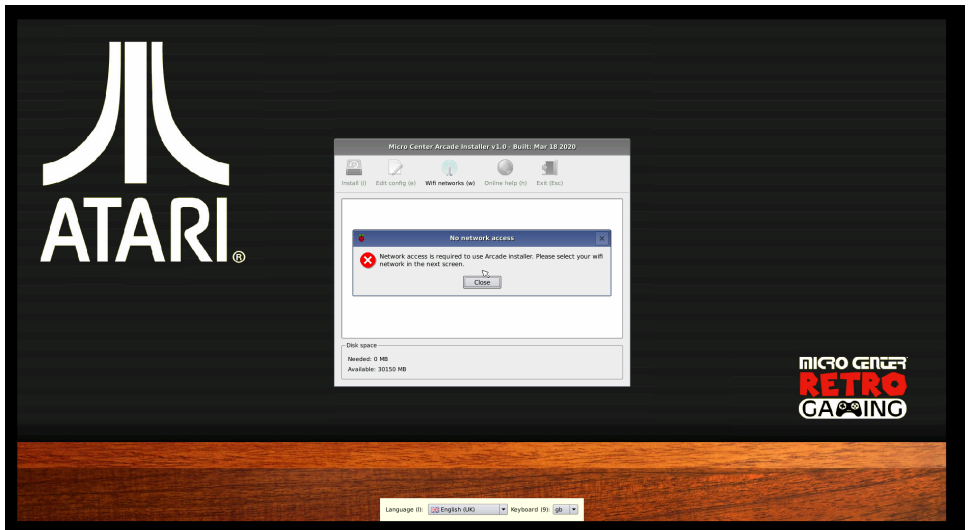 ATARI®
Micro Center Arcade Installer v1.0 - Built: Mar 18 2020
Install (i) Edit config (e) Wifi networks (w) Online help (h) Exit (Esc)
No network access
Network access is required to use Arcade installer. Please select your wifi
network in the next screen.
Close
Disk space
Needed: 0 MB
Available: 30150 MB
MICRO CENTER
RETRO
GAMING
Language (l): English (UK) Keyboard (9): gb